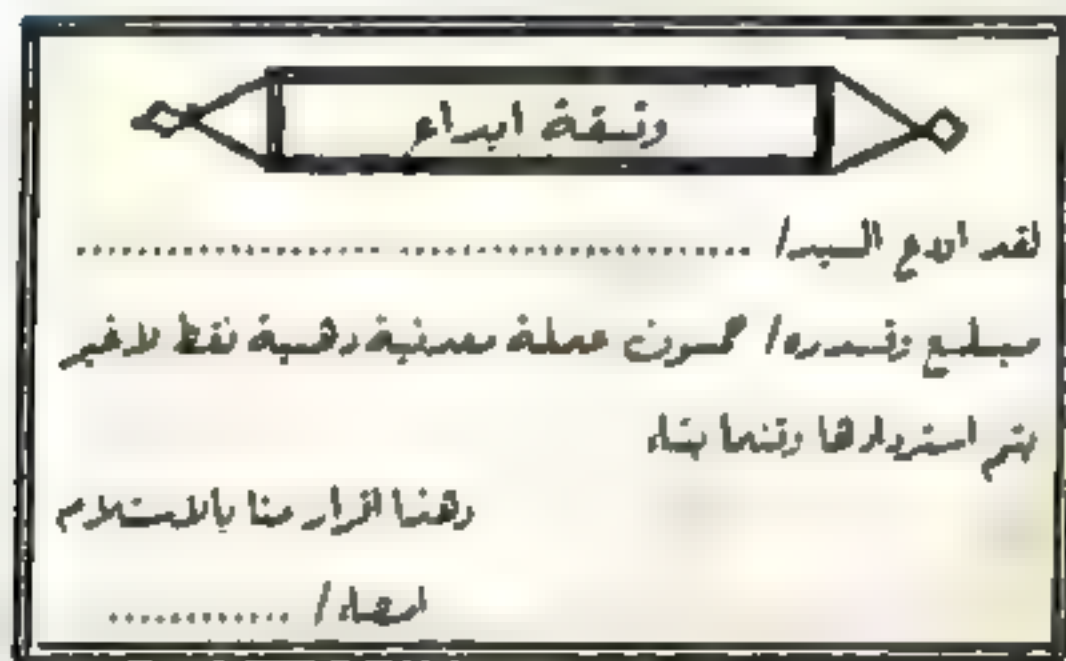 وثيقة ايداع
لقد اودع السيد/ ........................................
مبلغ وقدره/ خمسون عملة معدنية ذهبية فقط لاغير
يتم استردادها وقتما يشاء
وهذا اقرار منا بالاستلام
امضاء/ .............